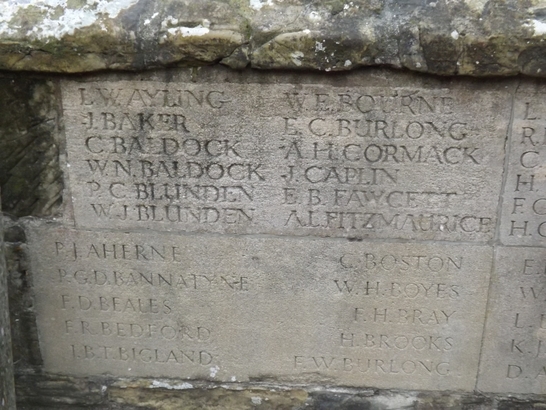 L.W. AYLING
J. BAKER
C. BALDOCK
W.N. BALDOCK
P.C. BLUNDEN
W.J. BLUNDEN
W.E. BOURNE
E.C. BURLONG
A.H. CORMACK
J. CAPLIN
E.B. FAWCETT
A.L. FITZMAURICE
P.J. AHERNE
P.G.D. BANNATYNE
F.D. BEALES
F.R. BEDFORD
J.B.T. BIGLAND
C. BOSTON
W.H. BOYES
F.H. BRAY
H. BROOKS
F.W. BURLONG